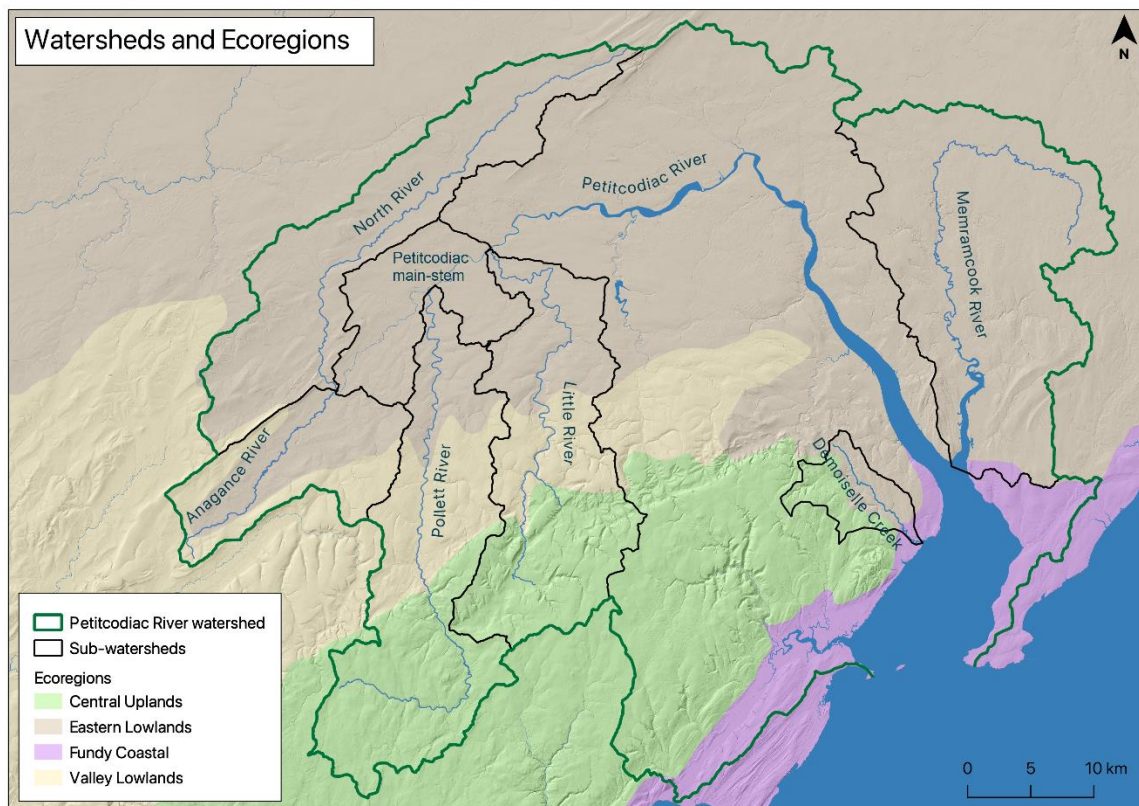 Watersheds and Ecoregions
N
North River
Petitcodiac River
Memramcook River
Petitcodiac
main-stem
Anagance River
Pollett River
Little River
Demoiselle Creek
Petitcodiac River watershed
Sub-watersheds
Ecoregions
Central Uplands
Eastern Lowlands
Fundy Coastal
Valley Lowlands
0 5 10 km